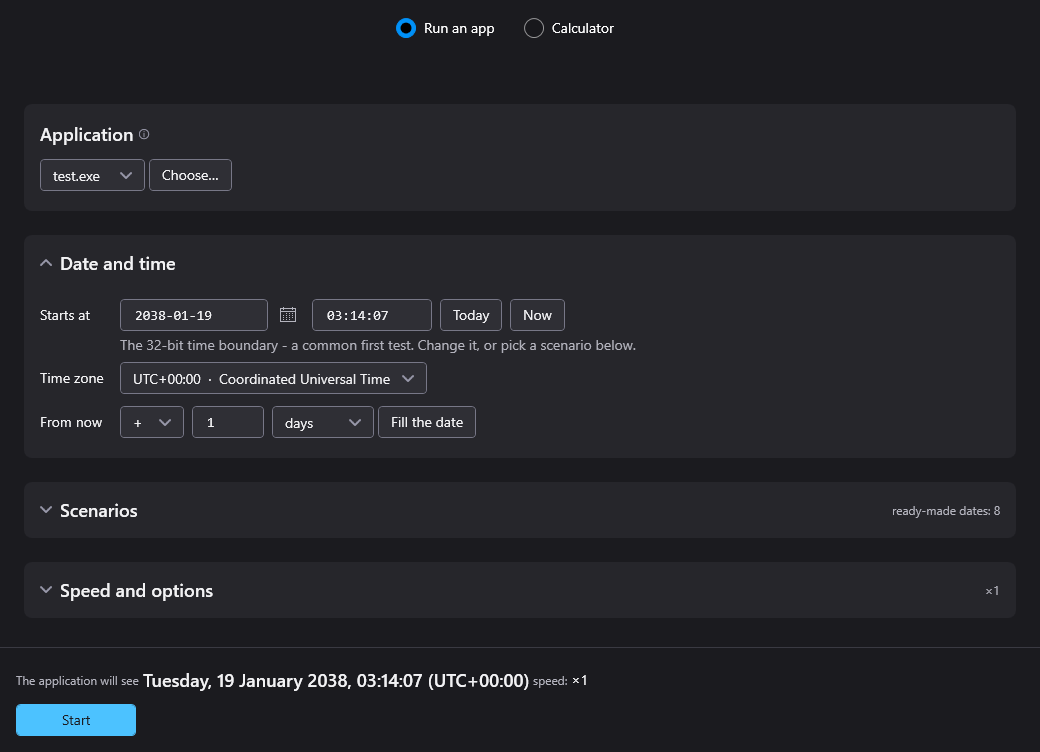 Run an app Calculator
Application
test.exe Choose...
Date and time
Starts at 2038-01-19 03:14:07 Today Now
The 32-bit time boundary - a common first test. Change it, or pick a scenario below.
Time zone UTC+00:00 · Coordinated Universal Time
From now + 1 days Fill the date
Scenarios ready-made dates: 8
Speed and options ×1
The application will see Tuesday, 19 January 2038, 03:14:07 (UTC+00:00) speed: ×1
Start